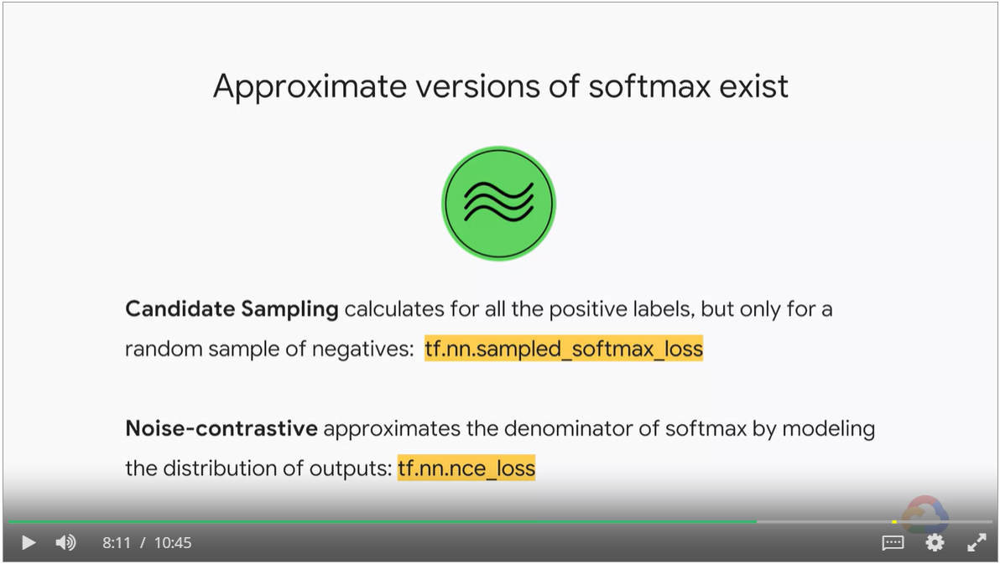 Approximate versions of softmax exist
Candidate Sampling calculates for all the positive labels, but only for a
random sample of negatives: tf.nn.sampled_softmax_loss
Noise-contrastive approximates the denominator of softmax by modeling
the distribution of outputs: tf.nn.nce_loss
8:11 / 10:45